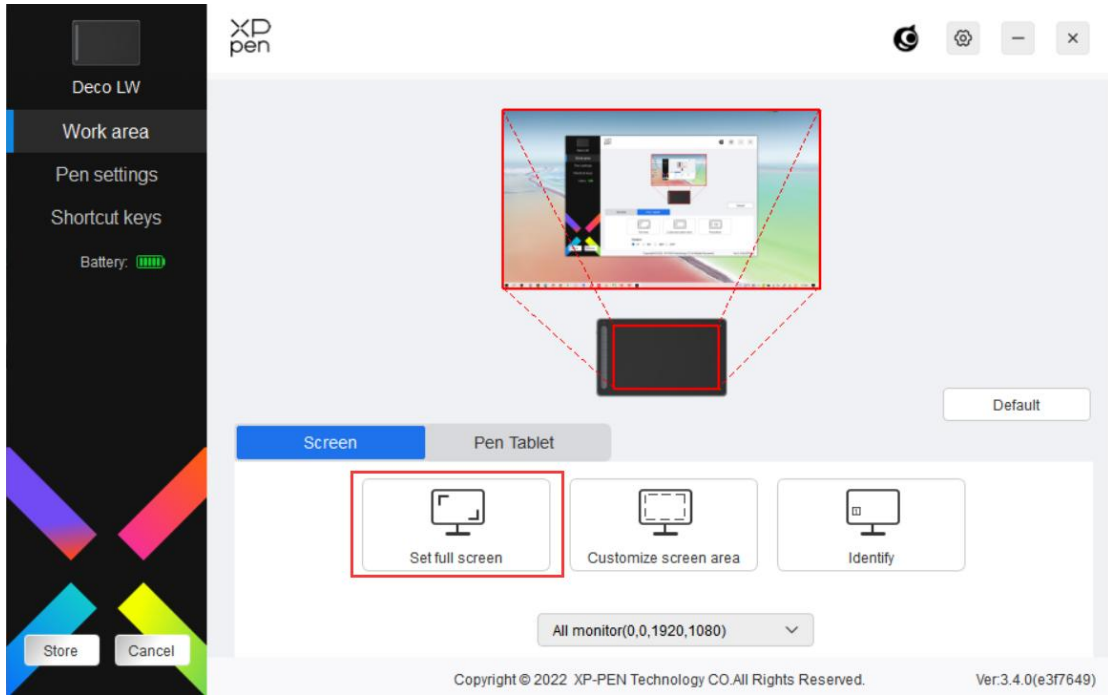 XP
pen
Deco LW
Work area
Pen settings
Shortcut keys
Battery:
Default
Screen
Pen Tablet
Set full screen
Customize screen area
Identify
All monitor(0,0,1920,1080)
Store
Cancel
Copyright © 2022 XP-PEN Technology CO.All Rights Reserved.
Ver:3.4.0(e3f7649)